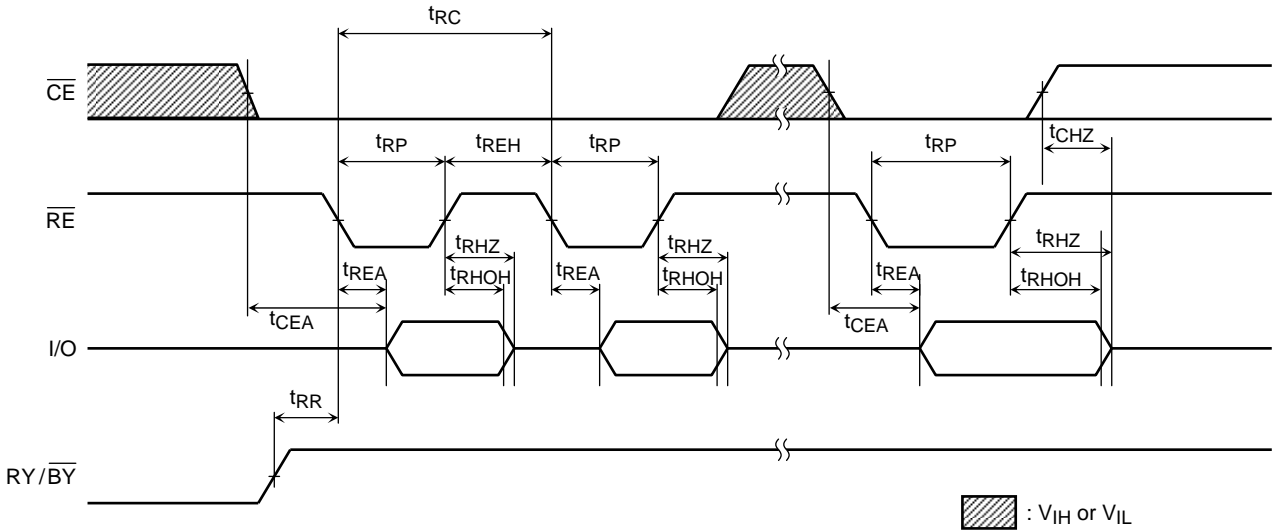 tRC
CE
tCHZ
tRP
tREH
tRP
tRP
RE
tRHZ
tRHZ
tRHZ
tREA
tRHOH
tREA
tRHOH
tREA
tRHOH
tCEA
tCEA
I/O
tRR
RY/BY
: VIH or VIL